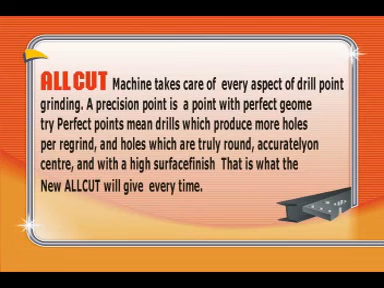 ALLCUT Machine takes care of every aspect of drill point
grinding. A precision point is a point with perfect geome
try Perfect points mean drills which produce more holes
per regrind, and holes which are truly round, accuratelyon
centre, and with a high surfacefinish That is what the
New ALLCUT will give every time.